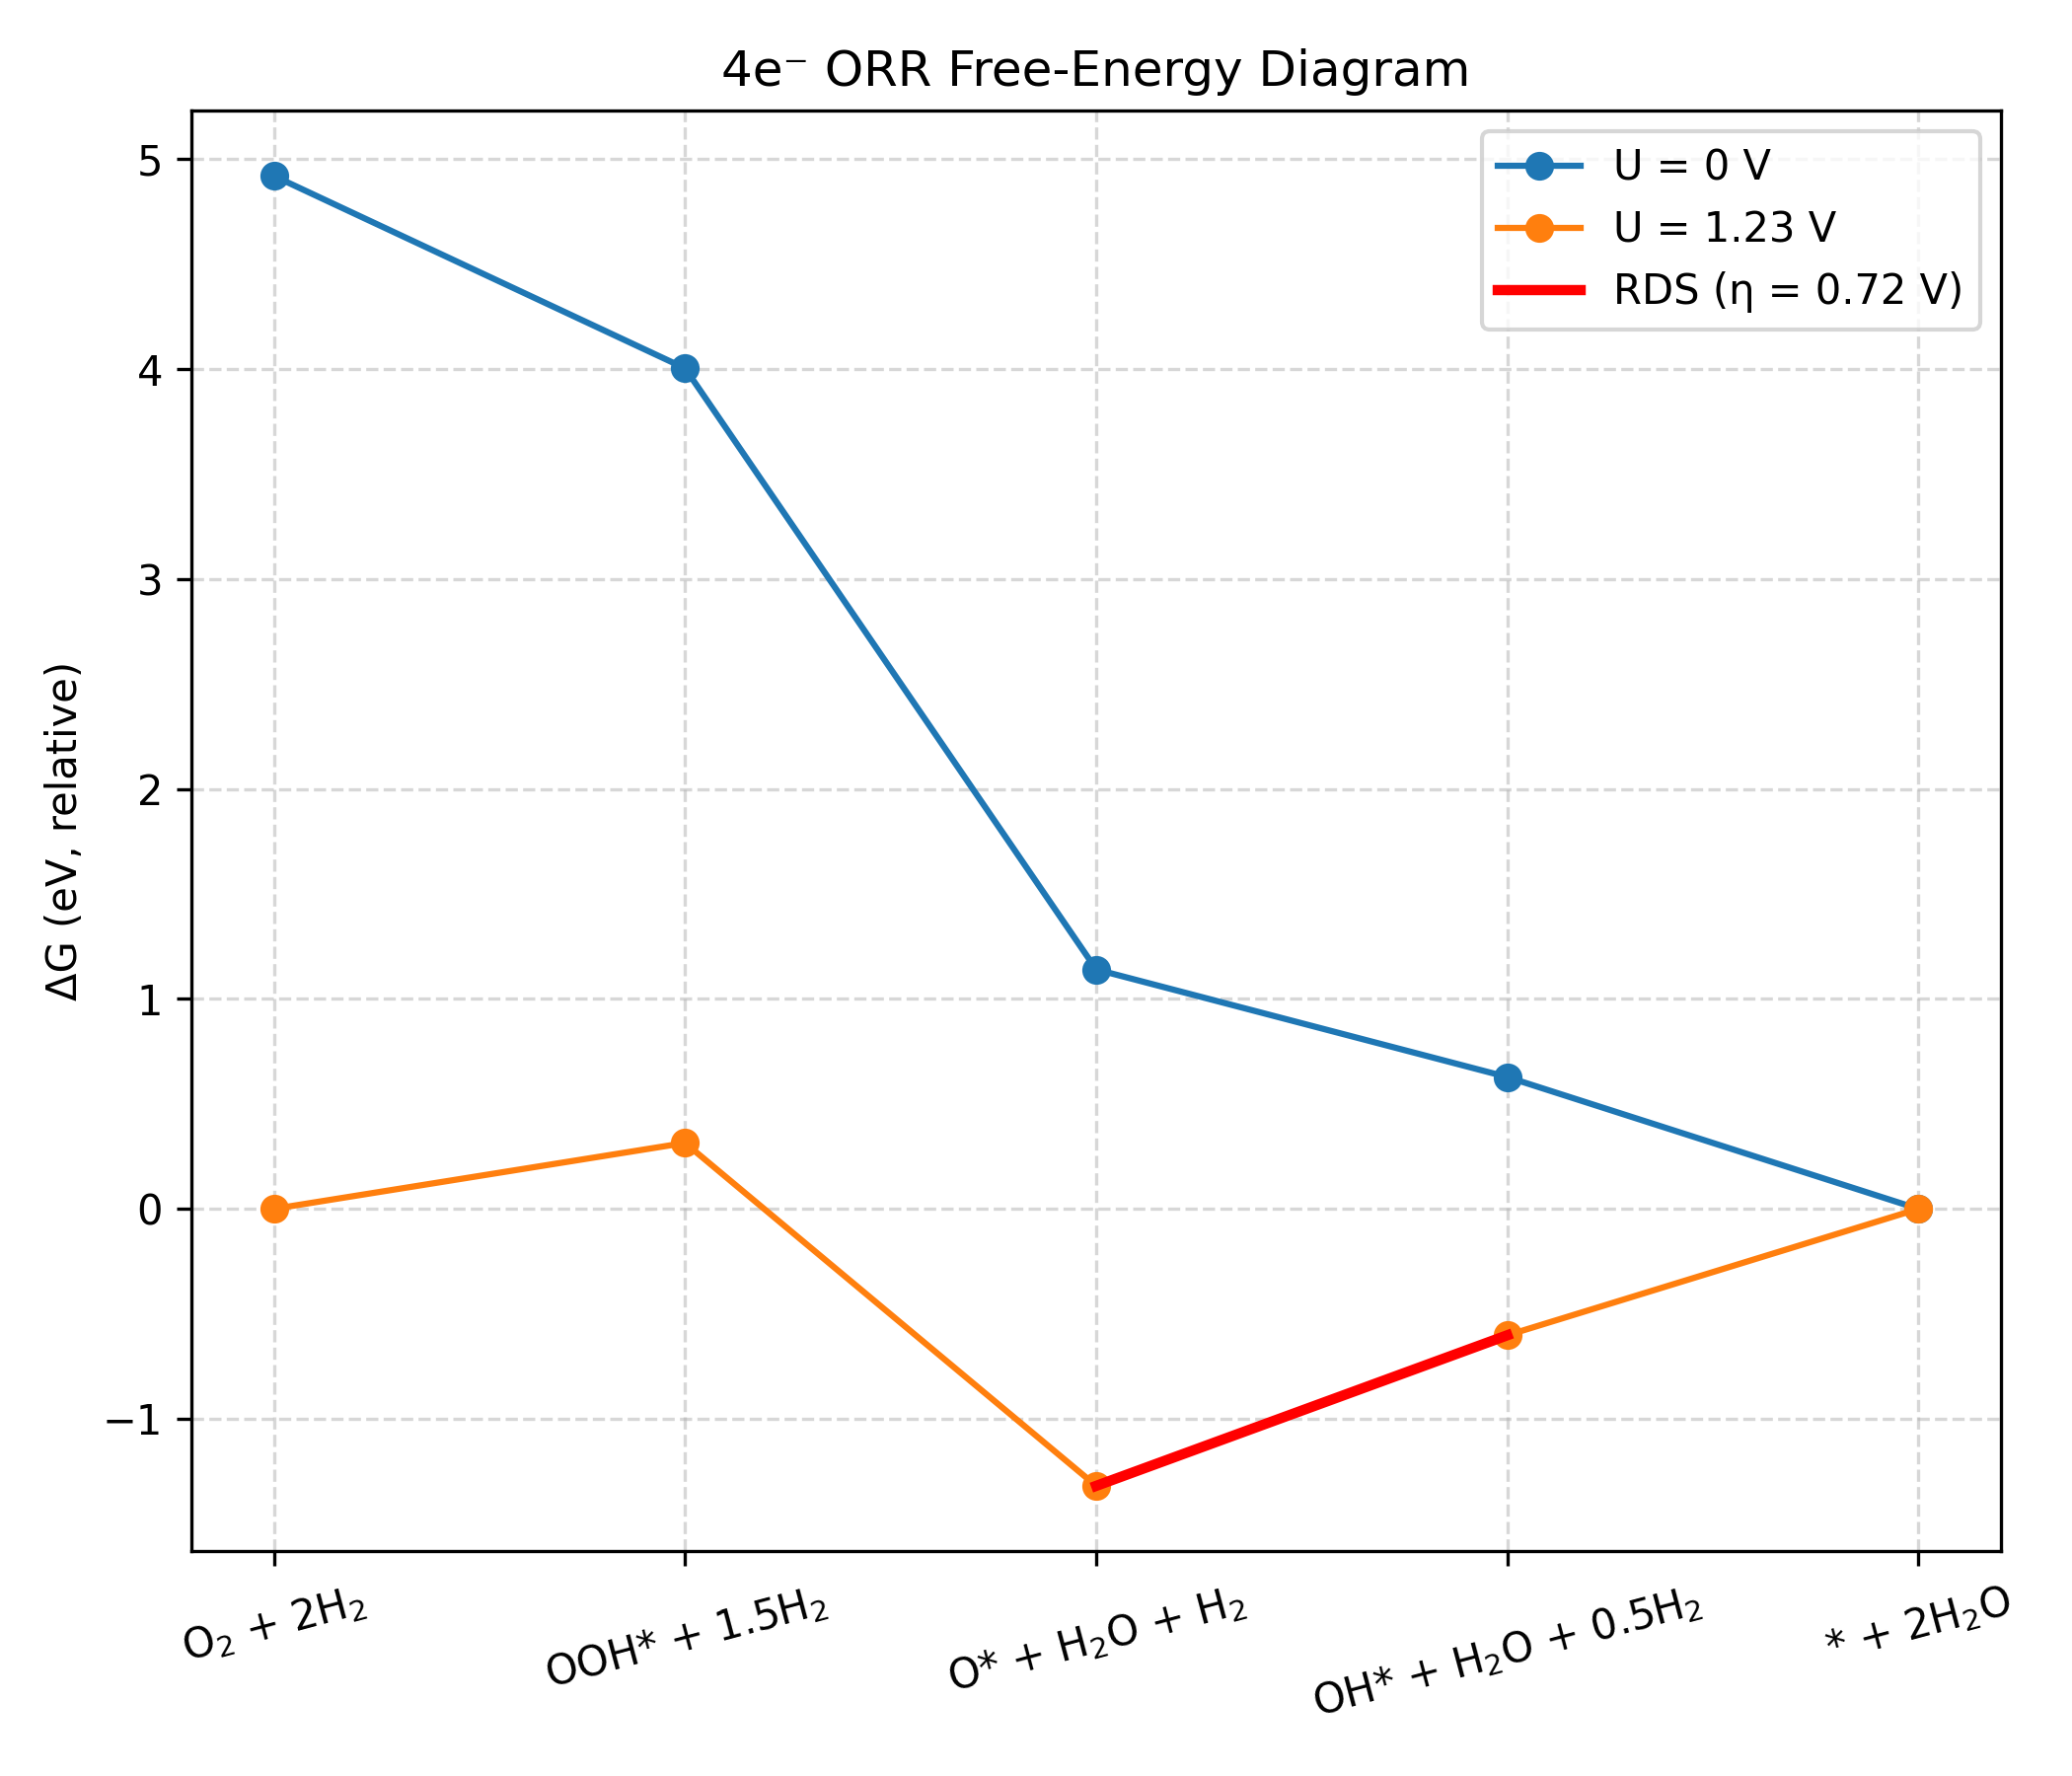 4e⁻ ORR Free-Energy Diagram
U = 0 V
U = 1.23 V
RDS (η = 0.72 V)
ΔG (eV, relative)
5
4
3
2
1
0
−1
O₂ + 2H₂
OOH* + 1.5H₂
O* + H₂O + H₂
OH* + H₂O + 0.5H₂
* + 2H₂O